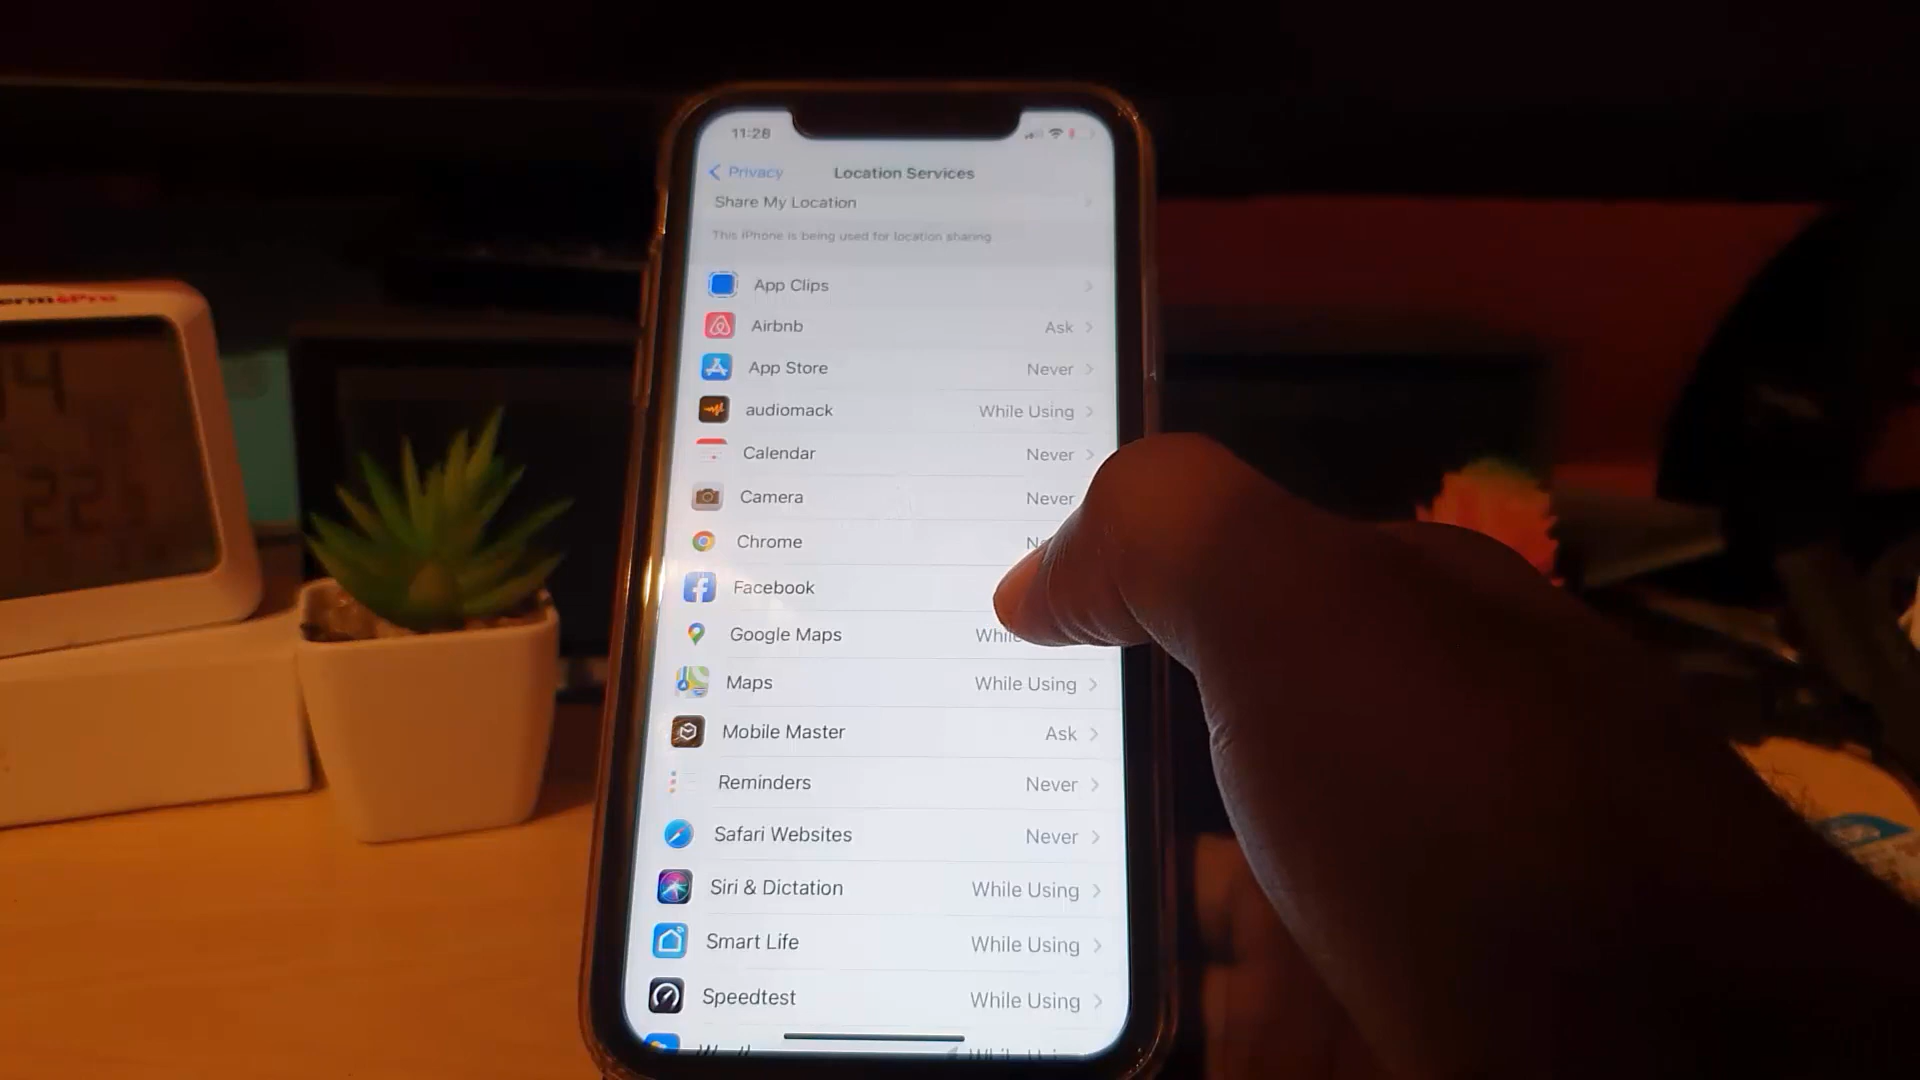 11:28
Privacy
Location Services
Share My Location
This iPhone is being used for location sharing
App Clips
Airbnb Ask
App Store Never
audiomack While Using
Calendar Never
Camera Never
Chrome
Facebook
Google Maps While
Maps While Using
Mobile Master Ask
Reminders Never
Safari Websites Never
Siri & Dictation While Using
Smart Life While Using
Speedtest While Using
22